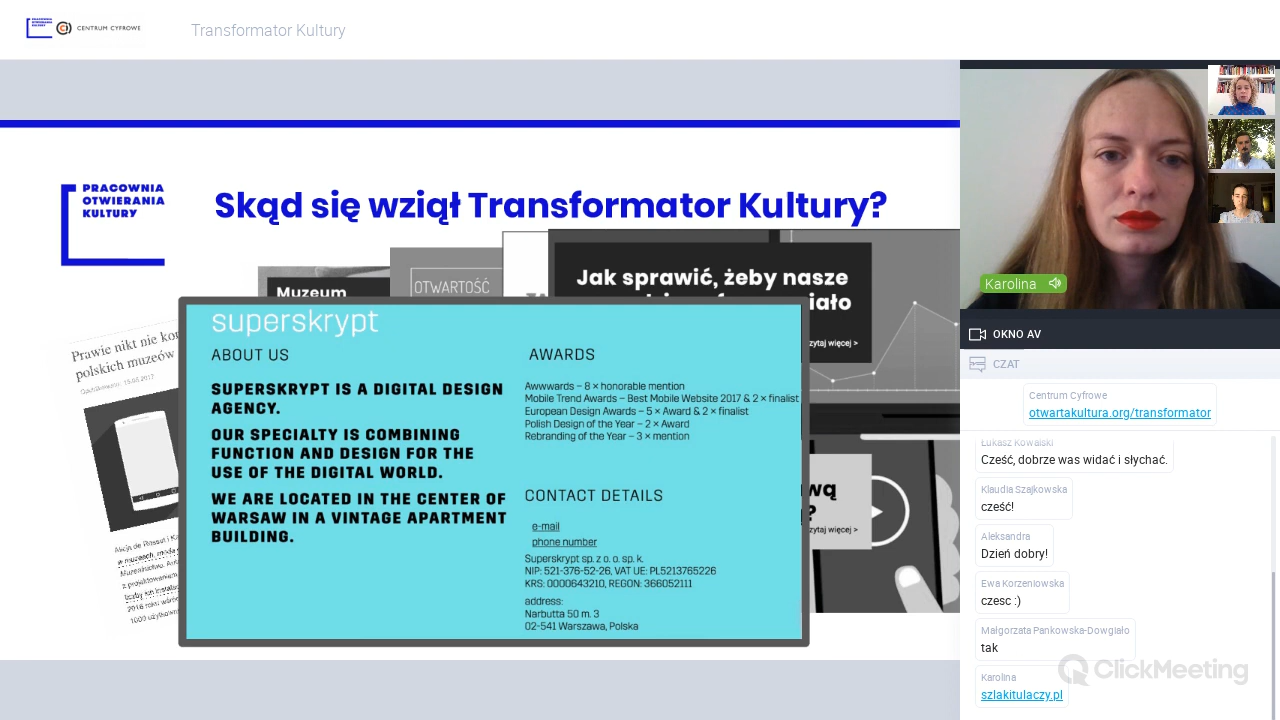 PRACOWNIA
OTWIERANIA
KULTURY
CENTRUM CYFROWE
Transformator Kultury
PRACOWNIA
OTWIERANIA
KULTURY
Skąd się wziął Transformator Kultury?
Muzeum
OTWARTOŚĆ
Jak sprawić, żeby nasze
Prawie nikt nie
polskich muzeów
superskrypt
ABOUT US
SUPERSKRYPT IS A DIGITAL DESIGN
AGENCY.
OUR SPECIALTY IS COMBINING
FUNCTION AND DESIGN FOR THE
USE OF THE DIGITAL WORLD.
WE ARE LOCATED IN THE CENTER OF
WARSAW IN A VINTAGE APARTMENT
BUILDING.
AWARDS
Awwwards – 8 × honorable mention
Mobile Trend Awards – Best Mobile Website 2017 & 2 × finalist
European Design Awards – 5 × Award & 2 × finalist
Polish Design of the Year – 2 × Award
Rebranding of the Year – 3 × mention
CONTACT DETAILS
e-mail
phone number
Superskrypt sp. z o. o. sp. k.
NIP: 521-376-52-26, VAT UE: PL5213765226
KRS: 0000643210, REGON: 366052111
address:
Narbutta 50 m. 3
02-541 Warszawa, Polska
więcej >
więcej >
Karolina
OKNO AV
CZAT
Centrum Cyfrowe
otwartakultura.org/transformator
Łukasz Kowalski
Cześć, dobrze was widać i słychać.
Klaudia Szajkowska
cześć!
Aleksandra
Dzień dobry!
Ewa Korzeniowska
czesc :)
Małgorzata Pankowska-Dowgiało
tak
Karolina
szlakitulaczy.pl
ClickMeeting